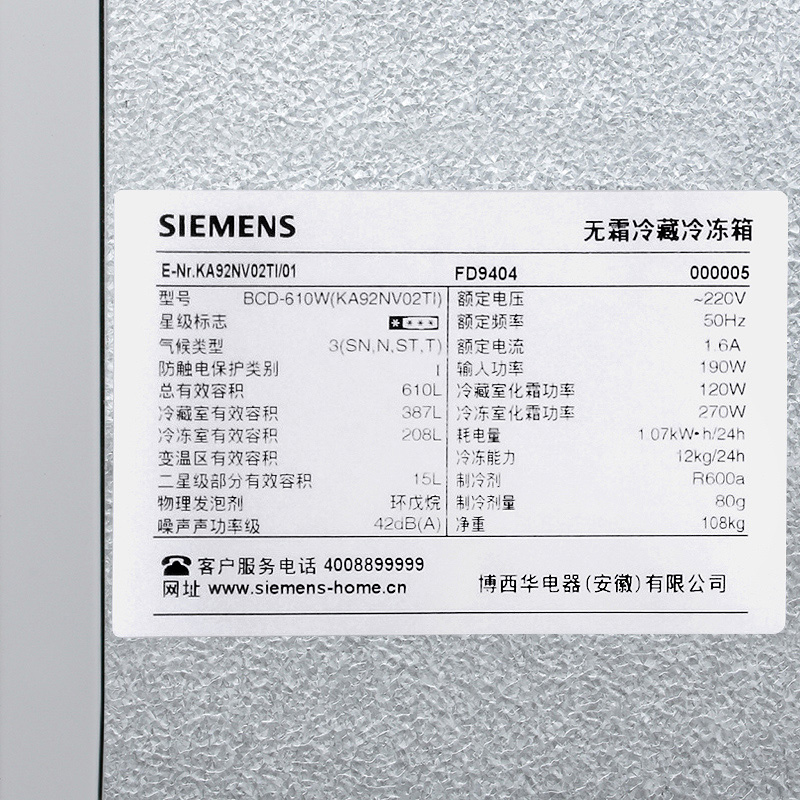 SIEMENS 无霜冷藏冷冻箱
E-Nr.KA92NV02TI/01 FD9404 000005
型号 BCD-610W(KA92NV02TI) 额定电压 ~220V
星级标志 额定频率 50Hz
气候类型 3(SN,N,ST,T) 额定电流 1.6A
防触电保护类别 I 输入功率 190W
总有效容积 610L 冷藏室化霜功率 120W
冷藏室有效容积 387L 冷冻室化霜功率 270W
冷冻室有效容积 208L 耗电量 1.07kW•h/24h
变温区有效容积 冷冻能力 12kg/24h
二星级部分有效容积 15L 制冷剂 R600a
物理发泡剂 环戊烷 制冷剂量 80g
噪声声功率级 42dB(A) 净重 108kg
客户服务电话 4008899999
网址 www.siemens-home.cn 博西华电器(安徽)有限公司